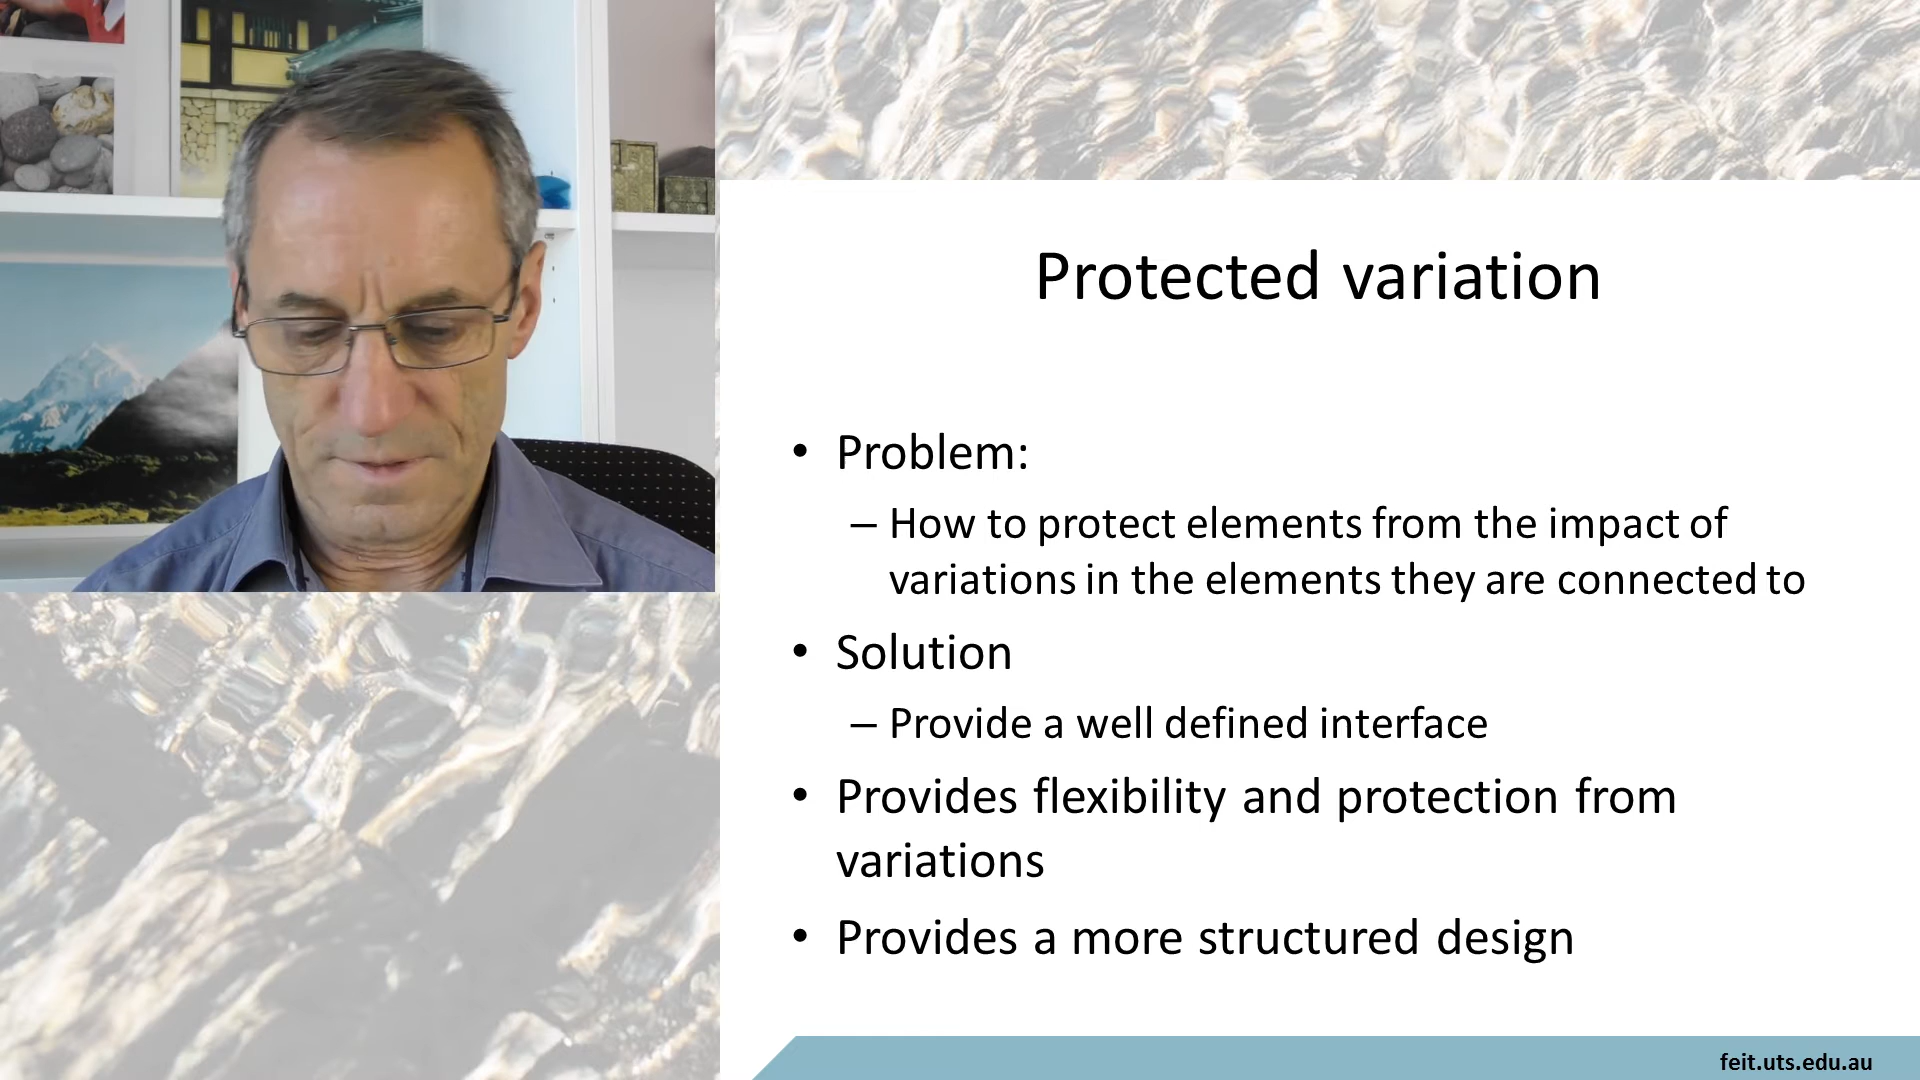 Protected variation
• Problem:
– How to protect elements from the impact of
variations in the elements they are connected to
• Solution
– Provide a well defined interface
• Provides flexibility and protection from
variations
• Provides a more structured design
feit.uts.edu.au